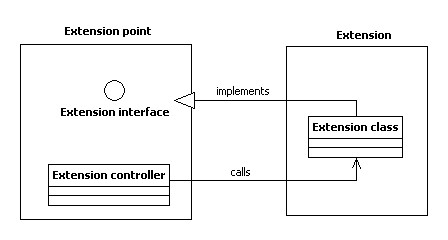 Extension point
Extension
implements
Extension interface
Extension class
Extension controller
calls